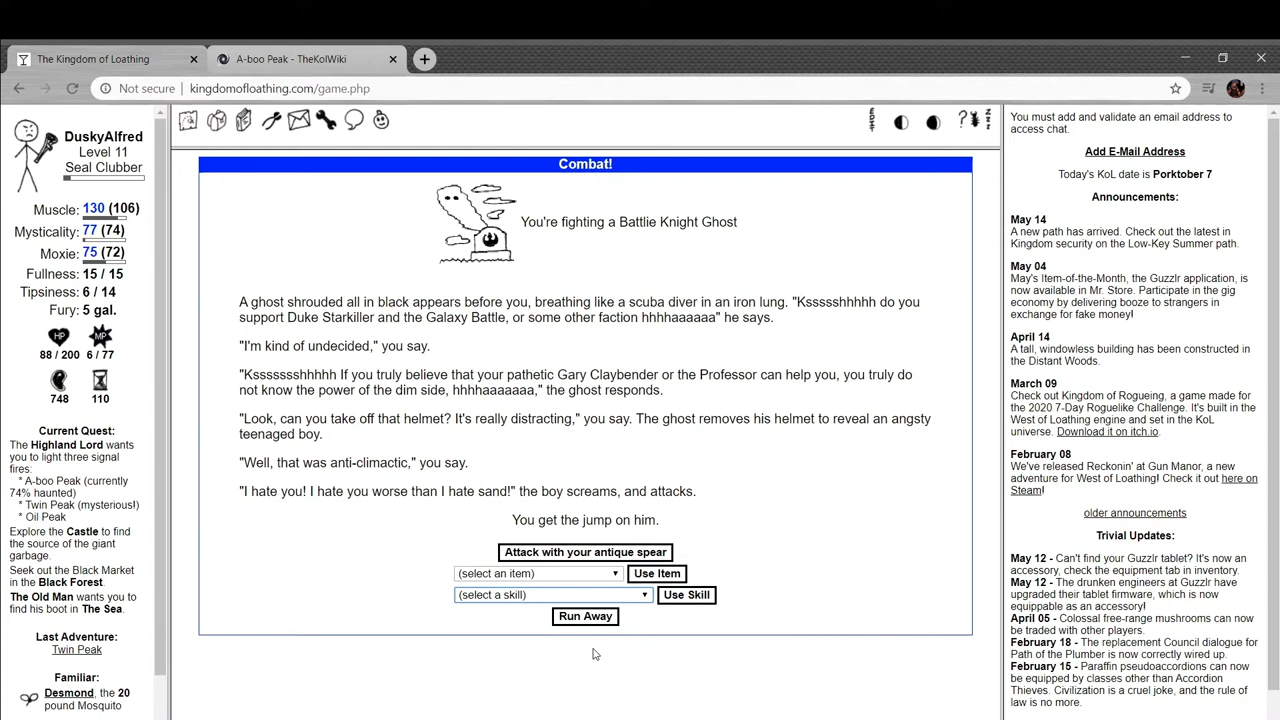 The Kingdom of Loathing
A-boo Peak - TheKolWiki
Not secure | kingdomofloathing.com/game.php
DuskyAlfred
Level 11
Seal Clubber
Muscle: 130 (106)
Mysticality: 77 (74)
Moxie: 75 (72)
Fullness: 15 / 15
Tipsiness: 6 / 14
Fury: 5 gal.
HP MP
88 / 200 6 / 77
748 110
Current Quest:
The Highland Lord wants
you to light three signal
fires:
* A-boo Peak (currently
74% haunted)
* Twin Peak (mysterious!)
* Oil Peak
Explore the Castle to find
the source of the giant
garbage.
Seek out the Black Market
in the Black Forest.
The Old Man wants you to
find his boot in The Sea.
Last Adventure:
Twin Peak
Familiar:
Desmond, the 20
pound Mosquito
Combat!
You're fighting a Battlie Knight Ghost
A ghost shrouded all in black appears before you, breathing like a scuba diver in an iron lung. "Kssssshhhhh do you
support Duke Starkiller and the Galaxy Battle, or some other faction hhhhaaaaaa" he says.
"I'm kind of undecided," you say.
"Ksssssssshhhhh If you truly believe that your pathetic Gary Claybender or the Professor can help you, you truly do
not know the power of the dim side, hhhhaaaaaaa," the ghost responds.
"Look, can you take off that helmet? It's really distracting," you say. The ghost removes his helmet to reveal an angsty
teenaged boy.
"Well, that was anti-climactic," you say.
"I hate you! I hate you worse than I hate sand!" the boy screams, and attacks.
You get the jump on him.
Attack with your antique spear
(select an item) Use Item
(select a skill) Use Skill
Run Away
You must add and validate an email address to
access chat.
Add E-Mail Address
Today's KoL date is Porktober 7
Announcements:
May 14
A new path has arrived. Check out the latest in
Kingdom security on the Low-Key Summer path.
May 04
May's Item-of-the-Month, the Guzzlr application, is
now available in Mr. Store. Participate in the gig
economy by delivering booze to strangers in
exchange for fake money!
April 14
A tall, windowless building has been constructed in
the Distant Woods.
March 09
Check out Kingdom of Rogueing, a game made for
the 2020 7-Day Roguelike Challenge. It's built in the
West of Loathing engine and set in the KoL
universe. Download it on itch.io.
February 08
We've released Reckonin' at Gun Manor, a new
adventure for West of Loathing! Check it out here on
Steam!
older announcements
Trivial Updates:
May 12 - Can't find your Guzzlr tablet? It's now an
accessory, check the equipment tab in inventory.
May 12 - The drunken engineers at Guzzlr have
upgraded their tablet firmware, which is now
equippable as an accessory!
April 05 - Colossal free-range mushrooms can now
be traded with other players.
February 18 - The replacement Council dialogue for
Path of the Plumber is now correctly wired up.
February 15 - Paraffin pseudoaccordions can now
be equipped by classes other than Accordion
Thieves. Civilization is a cruel joke, and the rule of
law is no more.